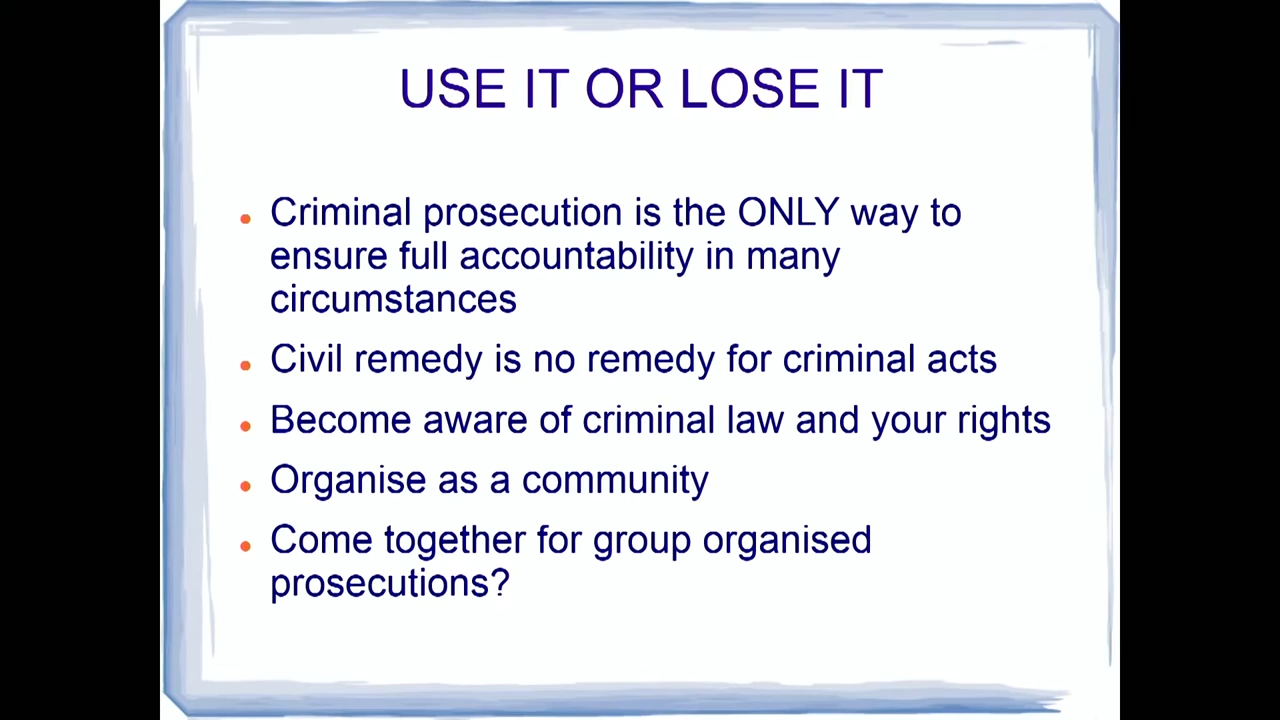 USE IT OR LOSE IT
Criminal prosecution is the ONLY way to
ensure full accountability in many
circumstances
Civil remedy is no remedy for criminal acts
Become aware of criminal law and your rights
Organise as a community
Come together for group organised
prosecutions?